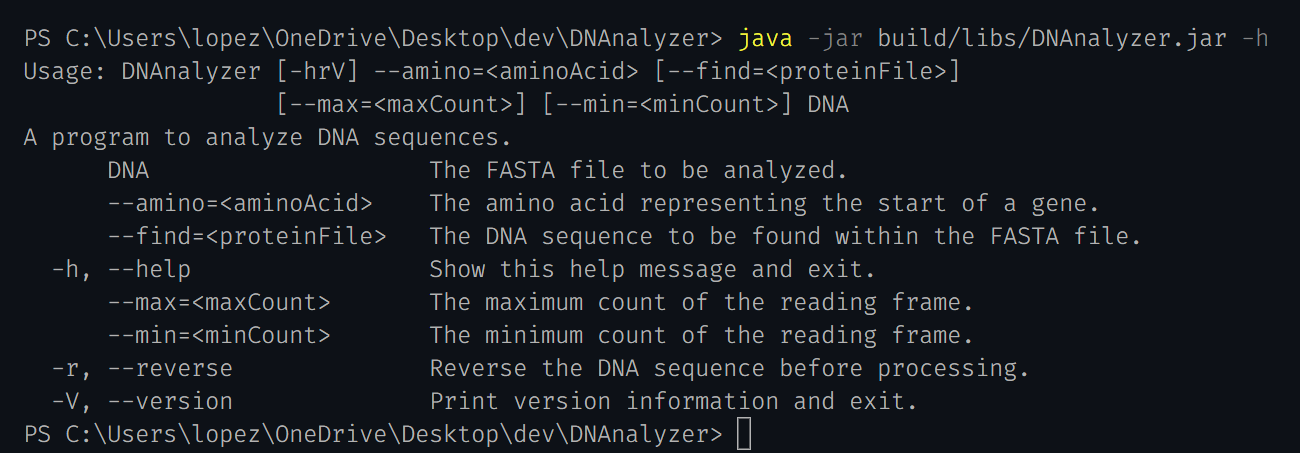 PS C:\Users\lopez\OneDrive\Desktop\dev\DNAnalyzer> java -jar build/libs/DNAnalyzer.jar -h
Usage: DNAnalyzer [-hrV] --amino=<aminoAcid> [--find=<proteinFile>]
[--max=<maxCount>] [--min=<minCount>] DNA
A program to analyze DNA sequences.
DNA The FASTA file to be analyzed.
--amino=<aminoAcid> The amino acid representing the start of a gene.
--find=<proteinFile> The DNA sequence to be found within the FASTA file.
-h, --help Show this help message and exit.
--max=<maxCount> The maximum count of the reading frame.
--min=<minCount> The minimum count of the reading frame.
-r, --reverse Reverse the DNA sequence before processing.
-V, --version Print version information and exit.
PS C:\Users\lopez\OneDrive\Desktop\dev\DNAnalyzer>